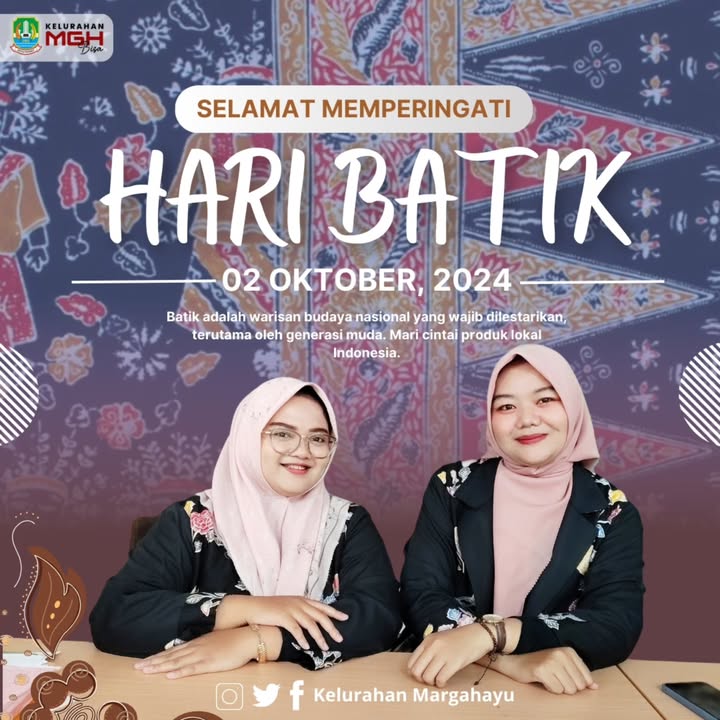 KELURAHAN
MGH
Bisa
SELAMAT MEMPERINGATI
HARI BATIK
02 OKTOBER, 2024
Batik adalah warisan budaya nasional yang wajib dilestarikan,
terutama oleh generasi muda. Mari cintai produk lokal
Indonesia.
Kelurahan Margahayu